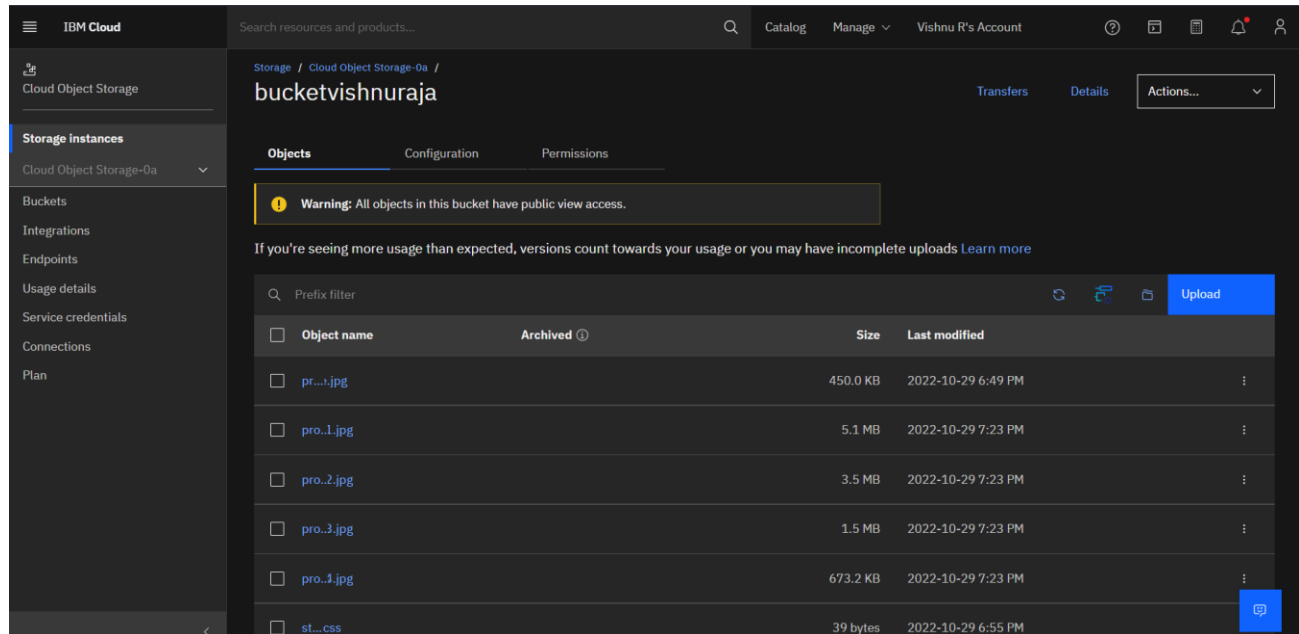 IBM Cloud
Search resources and products...
Catalog
Manage
Vishnu R's Account
Cloud Object Storage
Storage instances
Cloud Object Storage-0a
Buckets
Integrations
Endpoints
Usage details
Service credentials
Connections
Plan
Storage / Cloud Object Storage-0a /
bucketvishnuraja
Transfers
Details
Actions...
Objects Configuration Permissions
Warning: All objects in this bucket have public view access.
If you're seeing more usage than expected, versions count towards your usage or you may have incomplete uploads Learn more
Prefix filter
Upload
Object name Archived Size Last modified
450.0 KB 2022-10-29 6:49 PM
pro..1.jpg 5.1 MB 2022-10-29 7:23 PM
pro..2.jpg 3.5 MB 2022-10-29 7:23 PM
pro..3.jpg 1.5 MB 2022-10-29 7:23 PM
673.2 KB 2022-10-29 7:23 PM
st...css 39 bytes 2022-10-29 6:55 PM